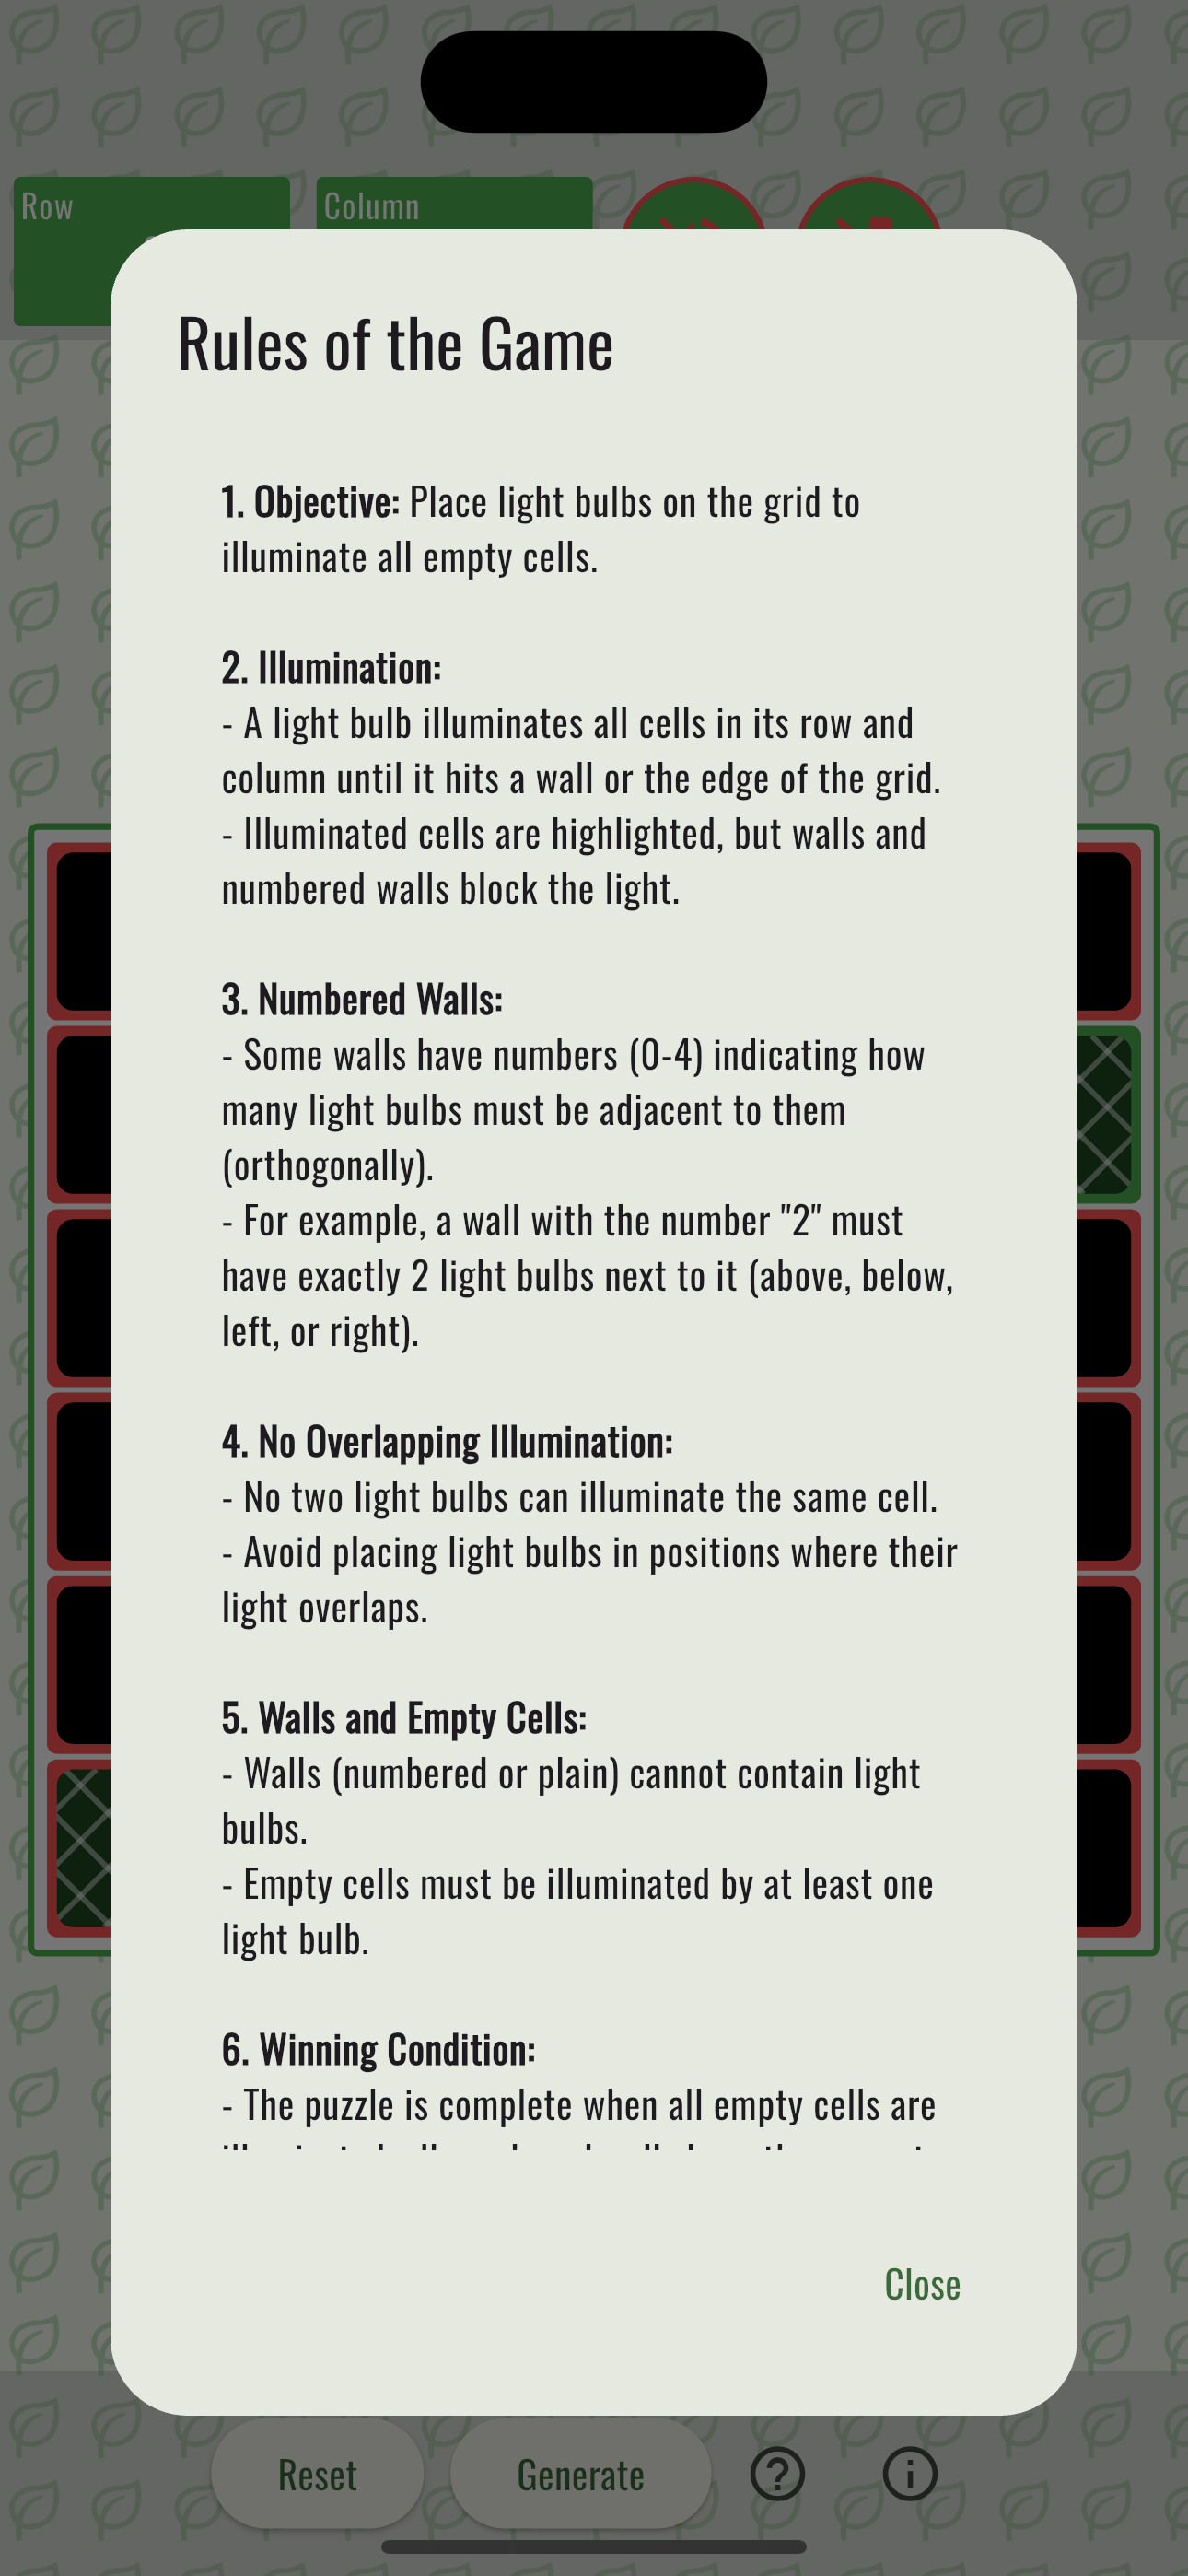 Row
Column
Rules of the Game
1. Objective: Place light bulbs on the grid to
illuminate all empty cells.
2. Illumination:
- A light bulb illuminates all cells in its row and
column until it hits a wall or the edge of the grid.
- Illuminated cells are highlighted, but walls and
numbered walls block the light.
3. Numbered Walls:
- Some walls have numbers (0-4) indicating how
many light bulbs must be adjacent to them
(orthogonally).
- For example, a wall with the number "2" must
have exactly 2 light bulbs next to it (above, below,
left, or right).
4. No Overlapping Illumination:
- No two light bulbs can illuminate the same cell.
- Avoid placing light bulbs in positions where their
light overlaps.
5. Walls and Empty Cells:
- Walls (numbered or plain) cannot contain light
bulbs.
- Empty cells must be illuminated by at least one
light bulb.
6. Winning Condition:
- The puzzle is complete when all empty cells are
Close
Reset
Generate